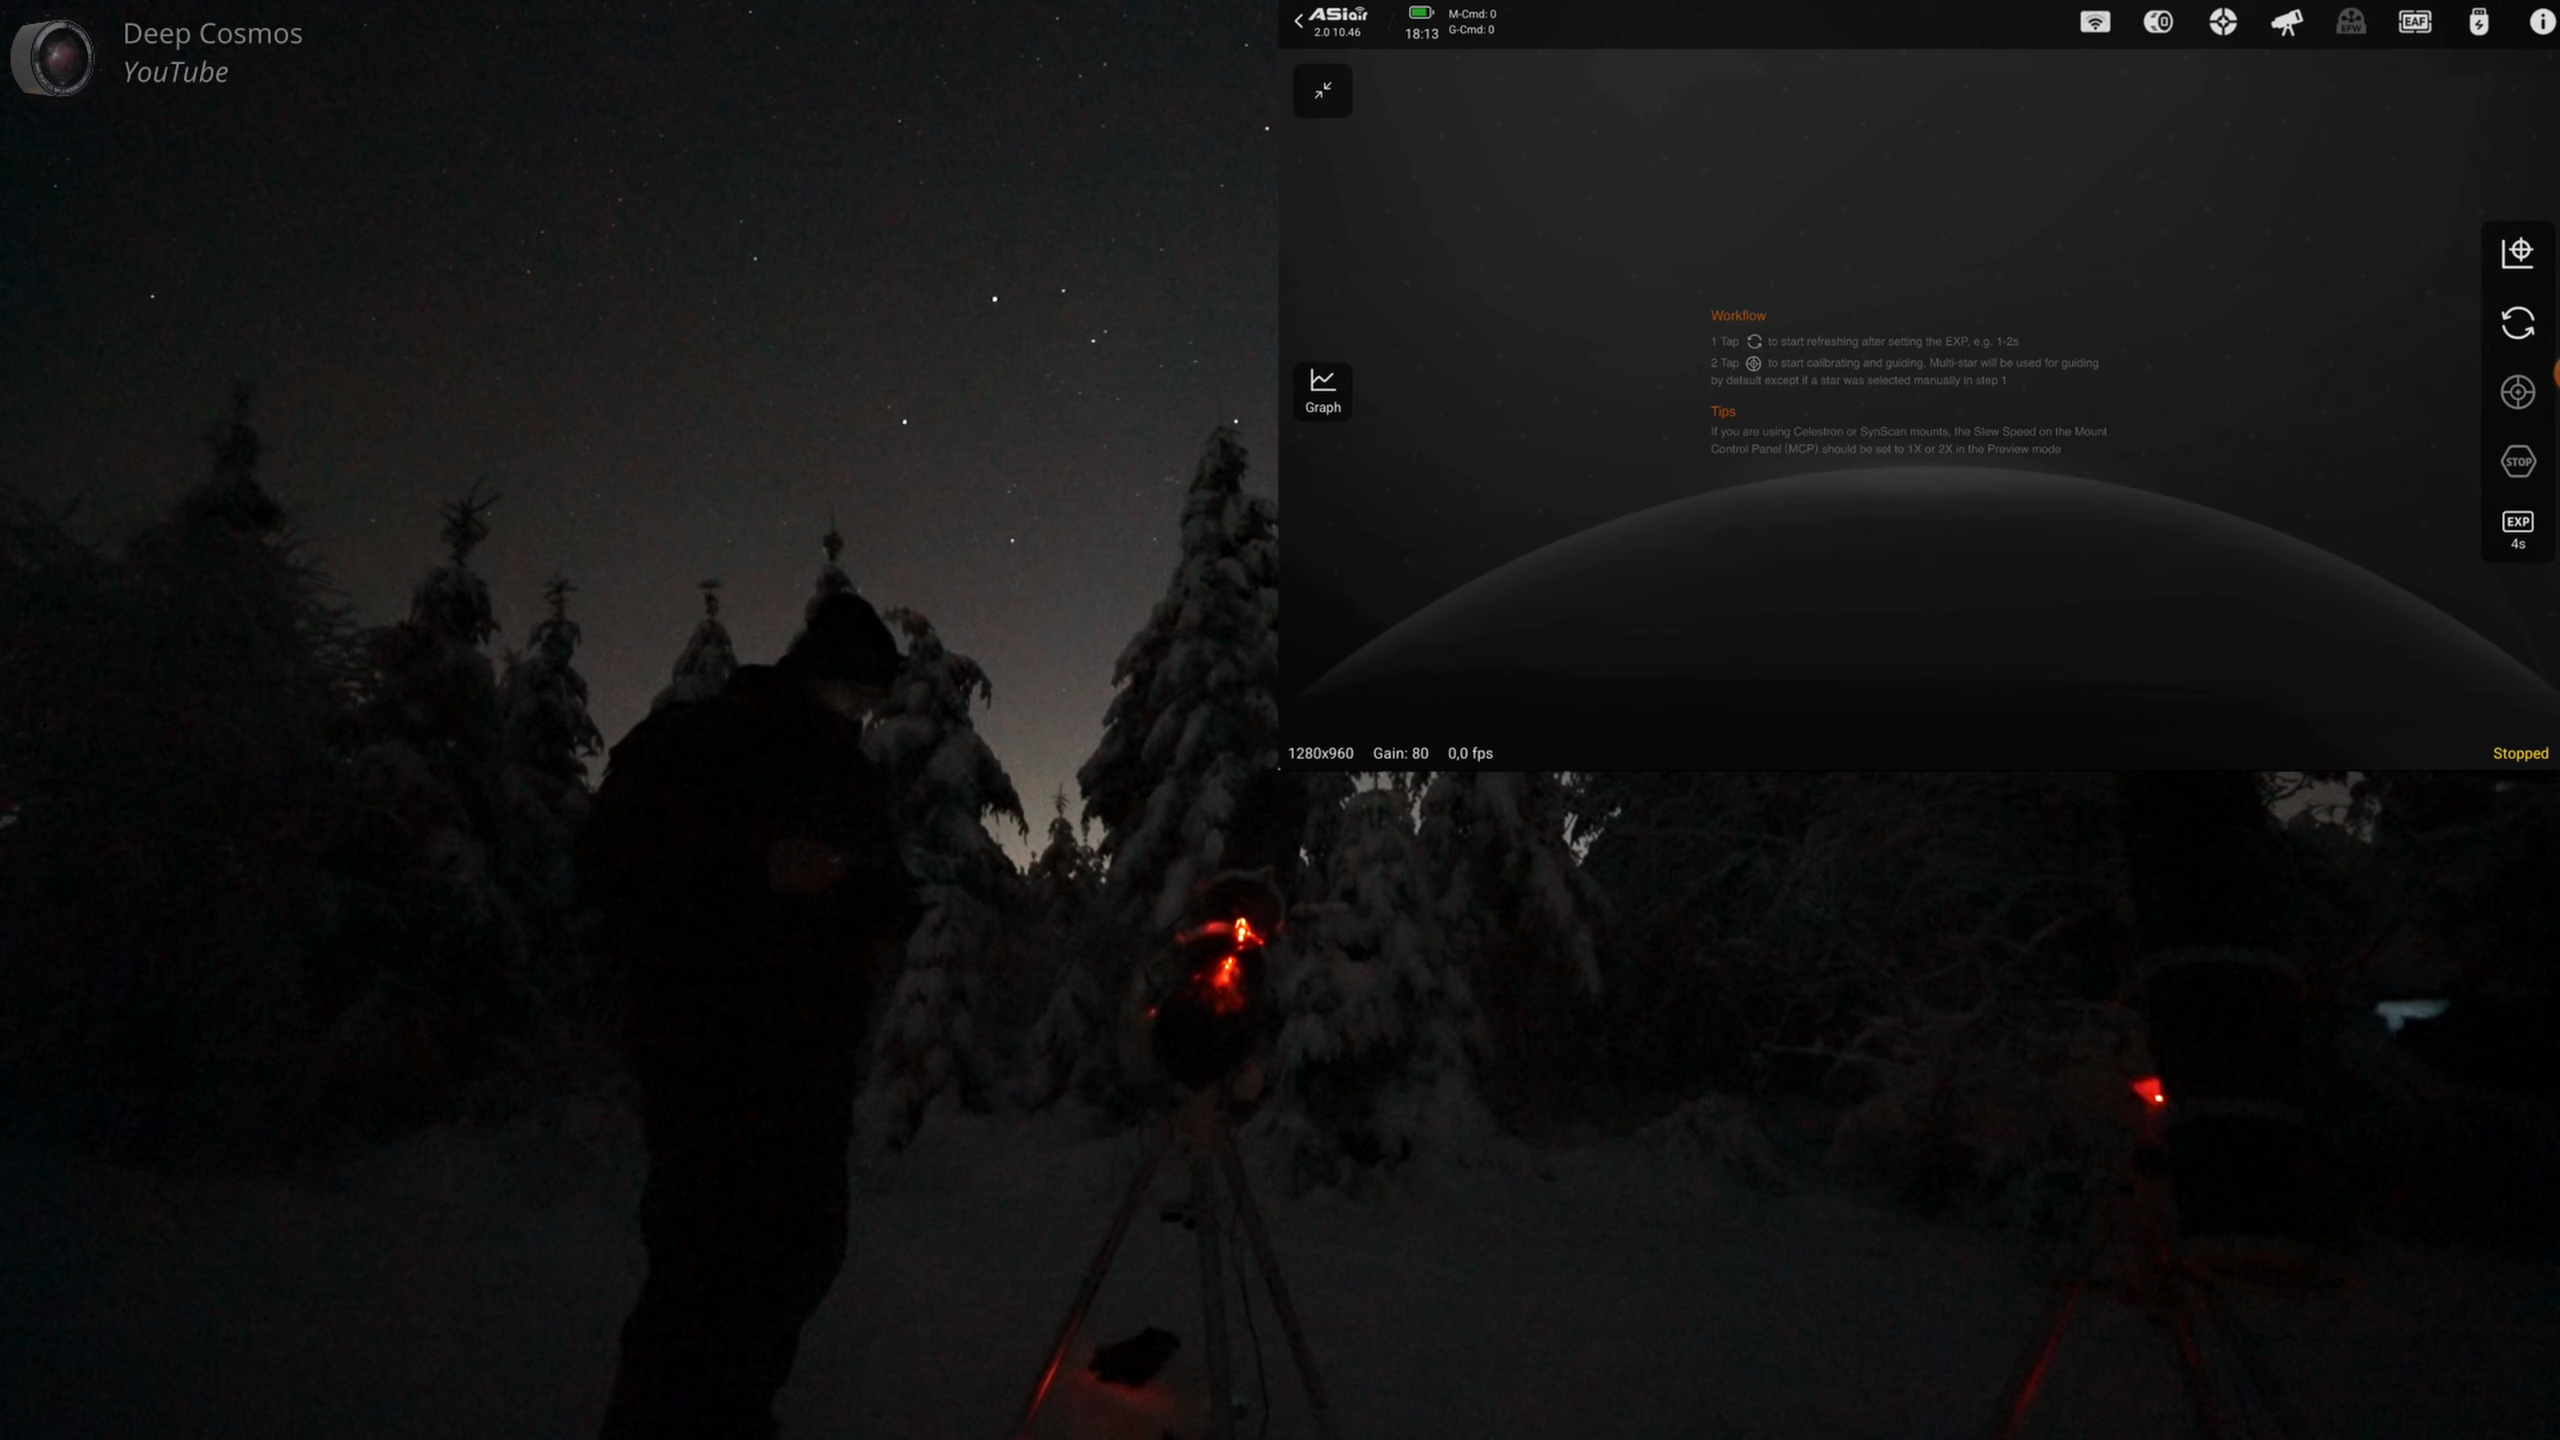 Deep Cosmos
YouTube
ASiair
2.0 10.46
18:13
M-Cmd: 0
G-Cmd: 0
EFW
EAF
Graph
Workflow
1 Tap to start refreshing after setting the EXP, e.g. 1-2s
2 Tap to start calibrating and guiding. Multi-star will be used for guiding
by default except if a star was selected manually in step 1
Tips
If you are using Celestron or SynScan mounts, the Slew Speed on the Mount
Control Panel (MCP) should be set to 1X or 2X in the Preview mode
STOP
EXP
4s
1280x960 Gain: 80 0,0 fps
Stopped